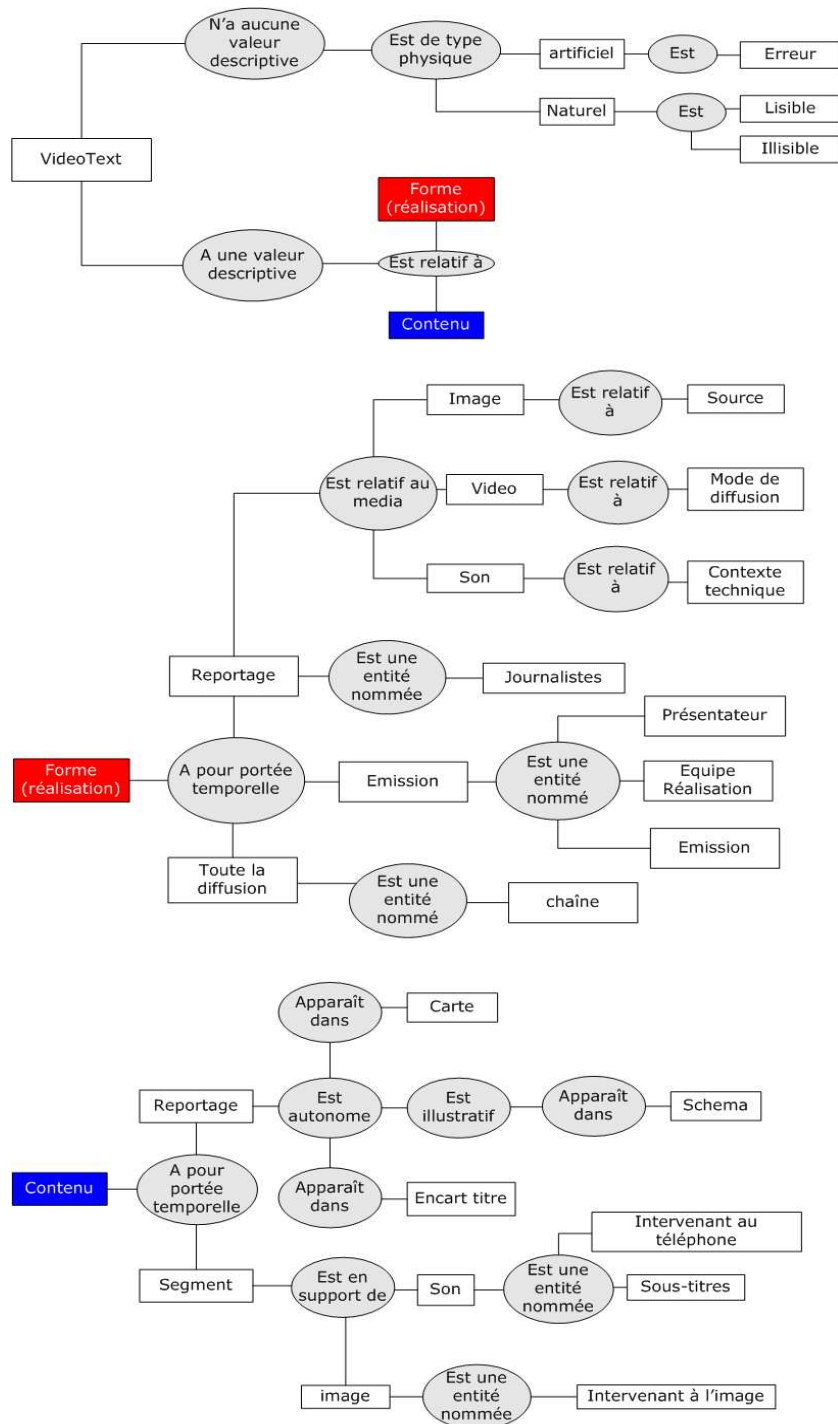 N'a aucune
valeur
descriptive
Est de type
physique
artificiel
Est
Erreur
Naturel
Est
Lisible
Illisible
VideoText
Forme
(réalisation)
A une valeur
descriptive
Est relatif à
Contenu
Image
Est relatif
à
Source
Est relatif au
media
Video
Est relatif
à
Mode de
diffusion
Son
Est relatif
à
Contexte
technique
Reportage
Est une
entité
nommée
Journalistes
Présentateur
Forme
(réalisation)
A pour portée
temporelle
Emission
Est une
entité
nommé
Equipe
Réalisation
Emission
Toute la
diffusion
Est une
entité
nommé
chaîne
Apparaît
dans
Carte
Reportage
Est
autonome
Est
illustratif
Apparaît
dans
Schema
Contenu
A pour
portée
temporelle
Apparaît
dans
Encart titre
Intervenant au
téléphone
Segment
Est en
support de
Son
Est une
entité
nommée
Sous-titres
image
Est une
entité
nommée
Intervenant à l'image